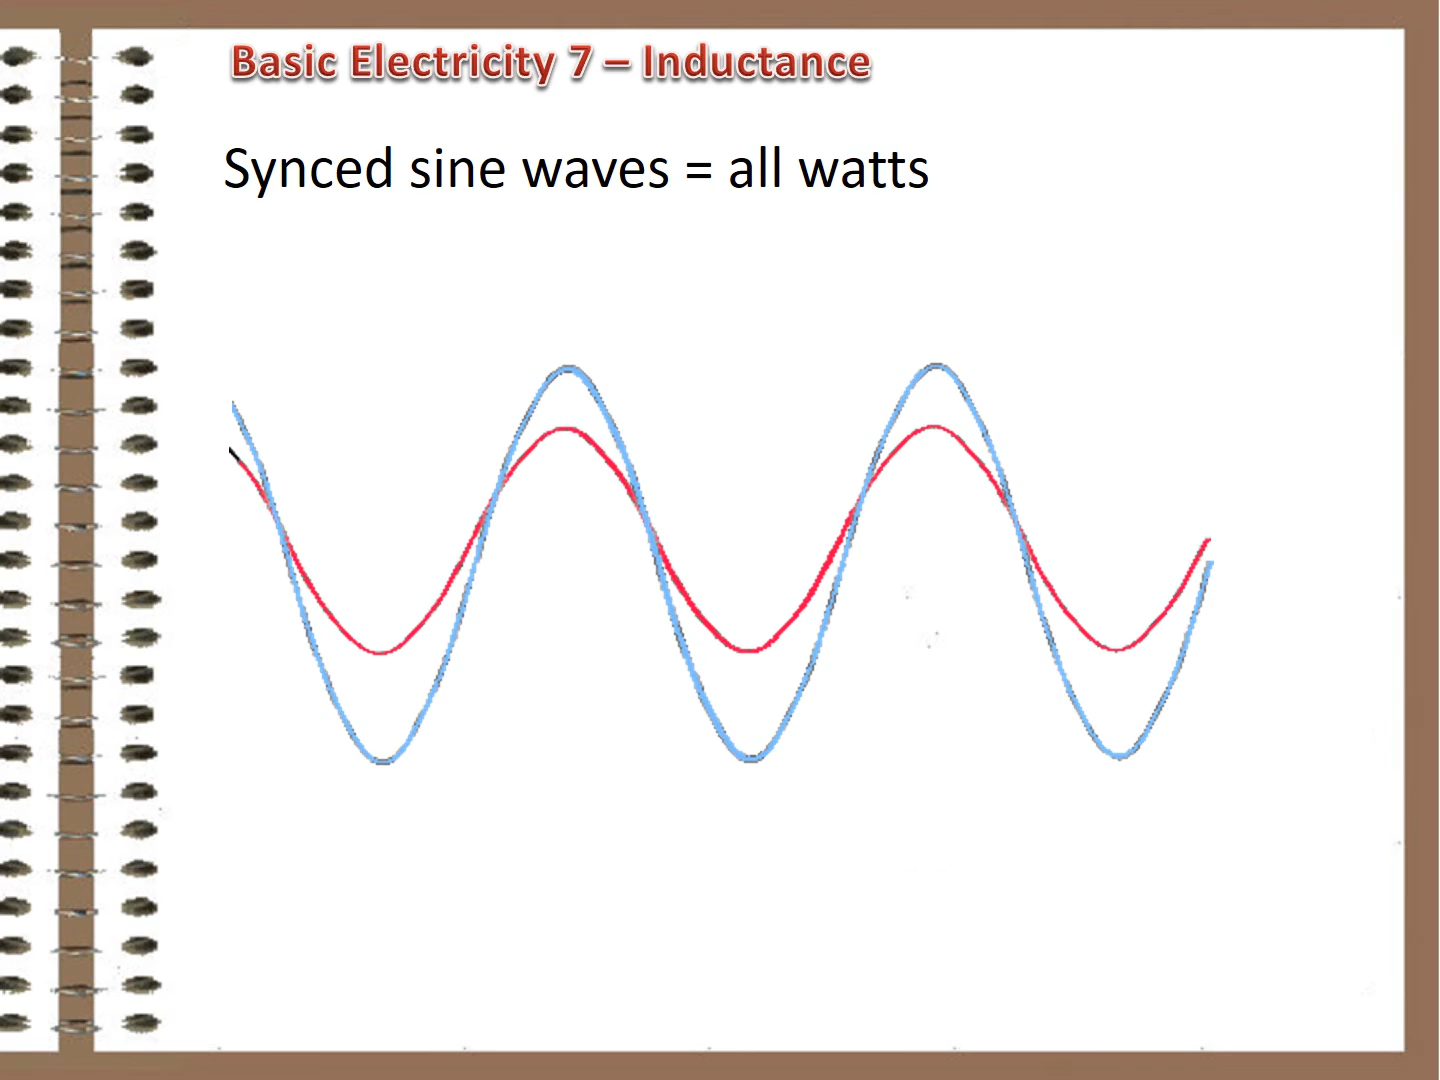 Basic Electricity 7 – Inductance
Synced sine waves = all watts